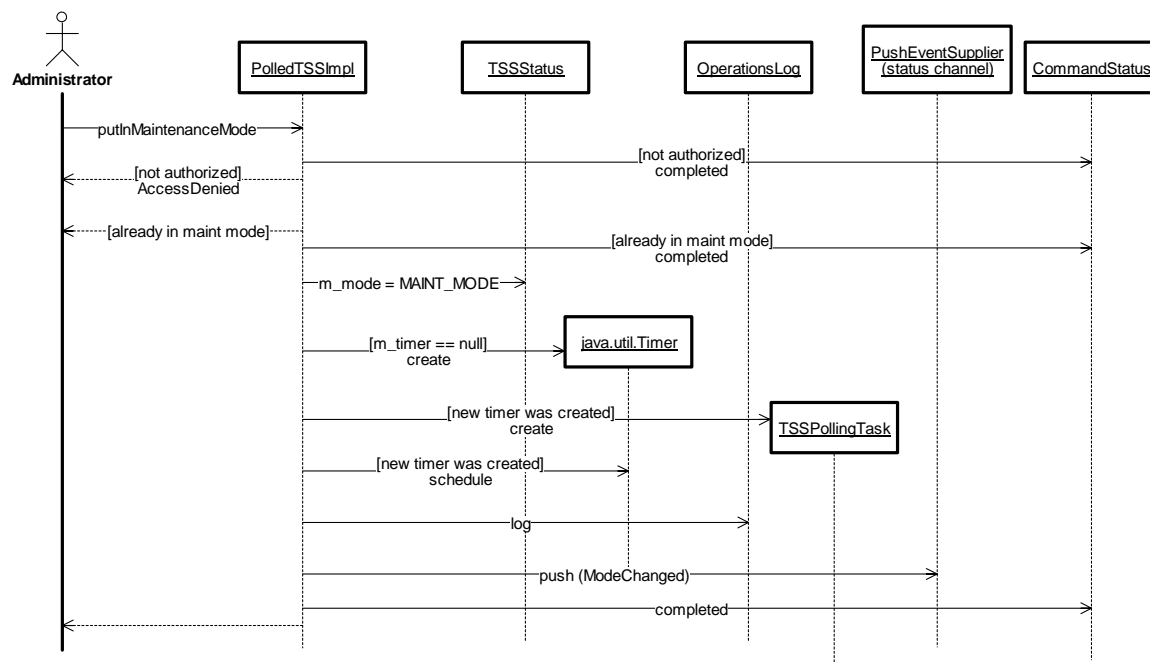 Administrator
PolledTSSImpl
TSSStatus
OperationsLog
PushEventSupplier
(status channel)
CommandStatus
putInMaintenanceMode
[not authorized]
completed
[not authorized]
AccessDenied
[already in maint mode]
[already in maint mode]
completed
m_mode = MAINT_MODE
[m_timer == null]
create
java.util.Timer
[new timer was created]
create
TSSPollingTask
[new timer was created]
schedule
log
push (ModeChanged)
completed